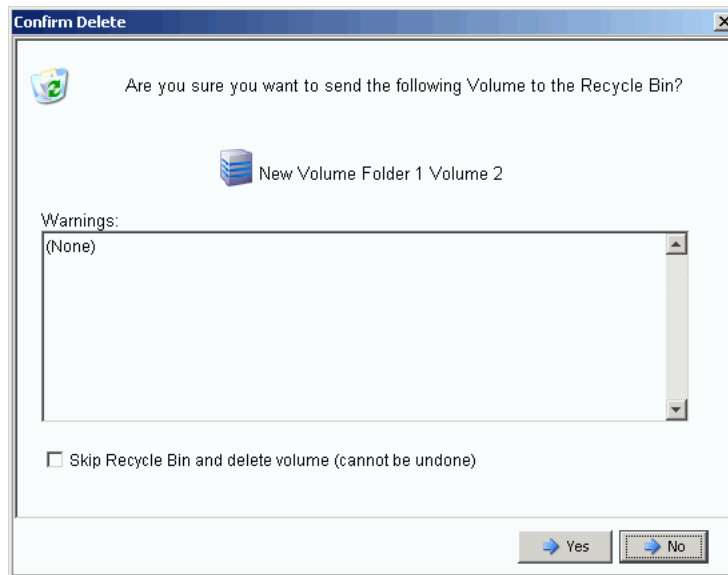 Confirm Delete
Are you sure you want to send the following Volume to the Recycle Bin?
New Volume Folder 1 Volume 2
Warnings:
(None)
Skip Recycle Bin and delete volume (cannot be undone)
Yes
No